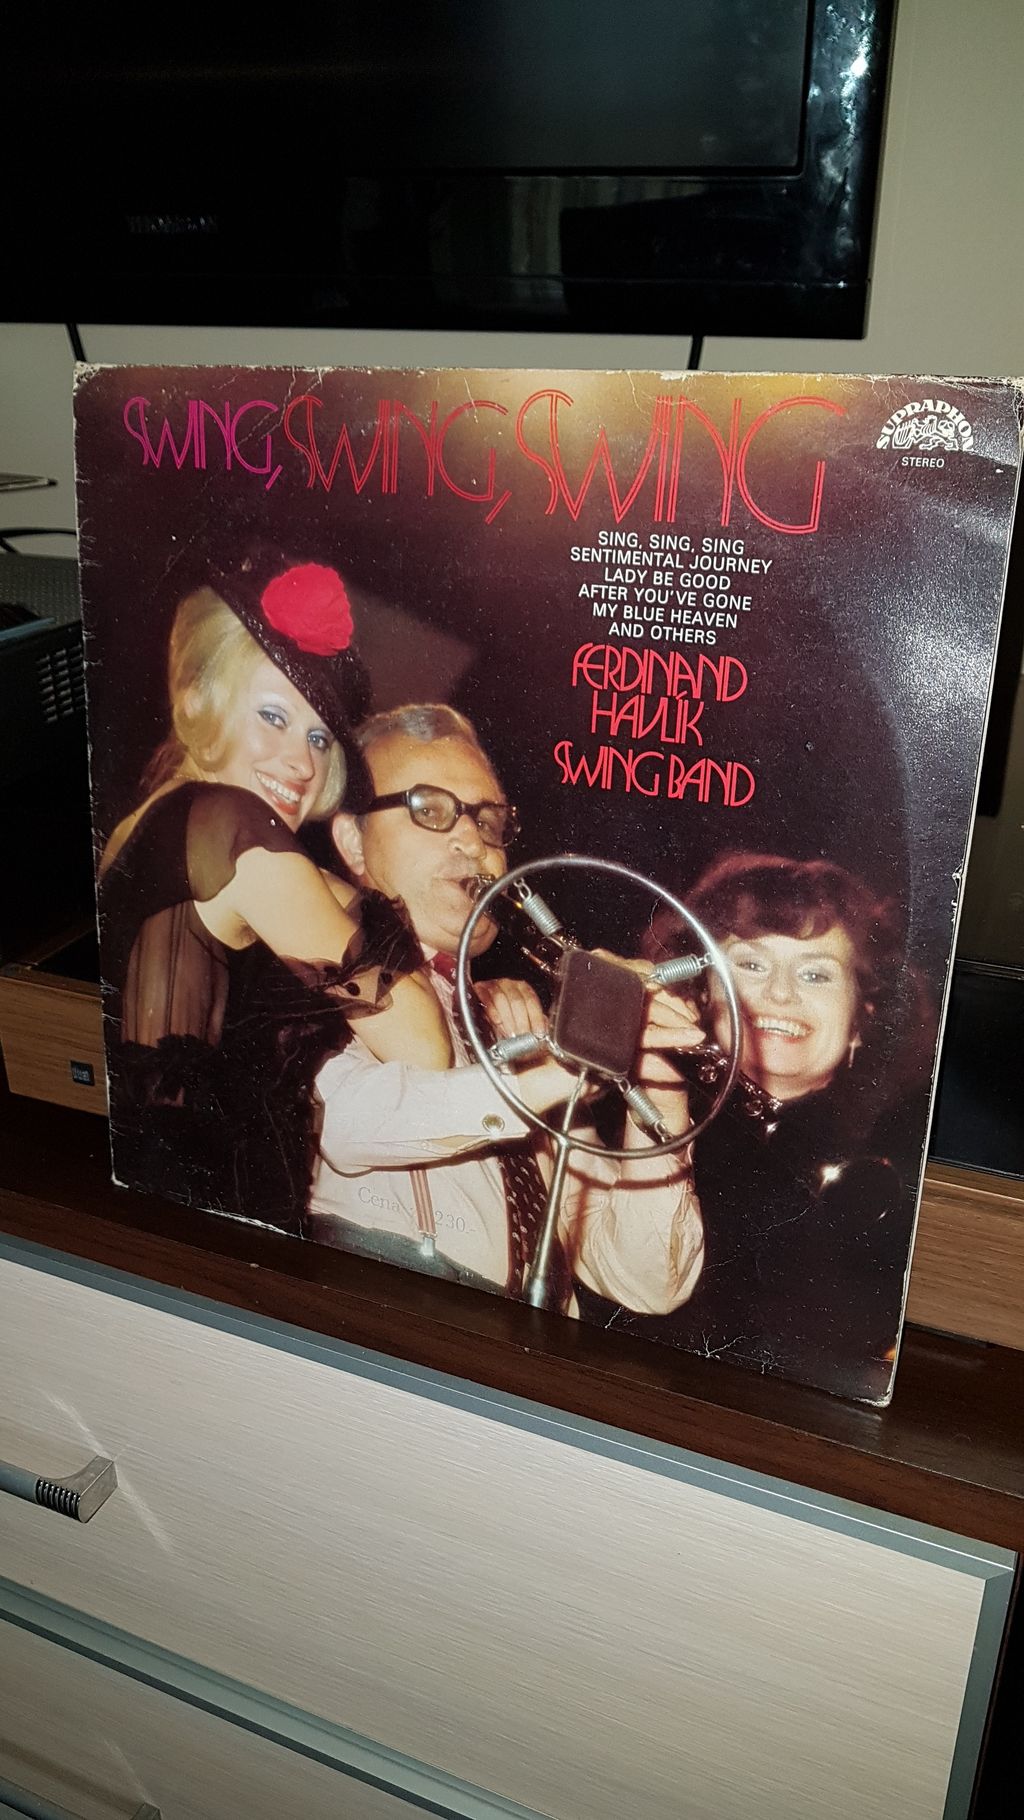 SWING, SWING, SWING
SUPRAPHON
STEREO
SING, SING, SING
SENTIMENTAL JOURNEY
LADY BE GOOD
AFTER YOU'VE GONE
MY BLUE HEAVEN
AND OTHERS
FERDINAND
HAVLÍK
SWING BAND
Cena 230.-